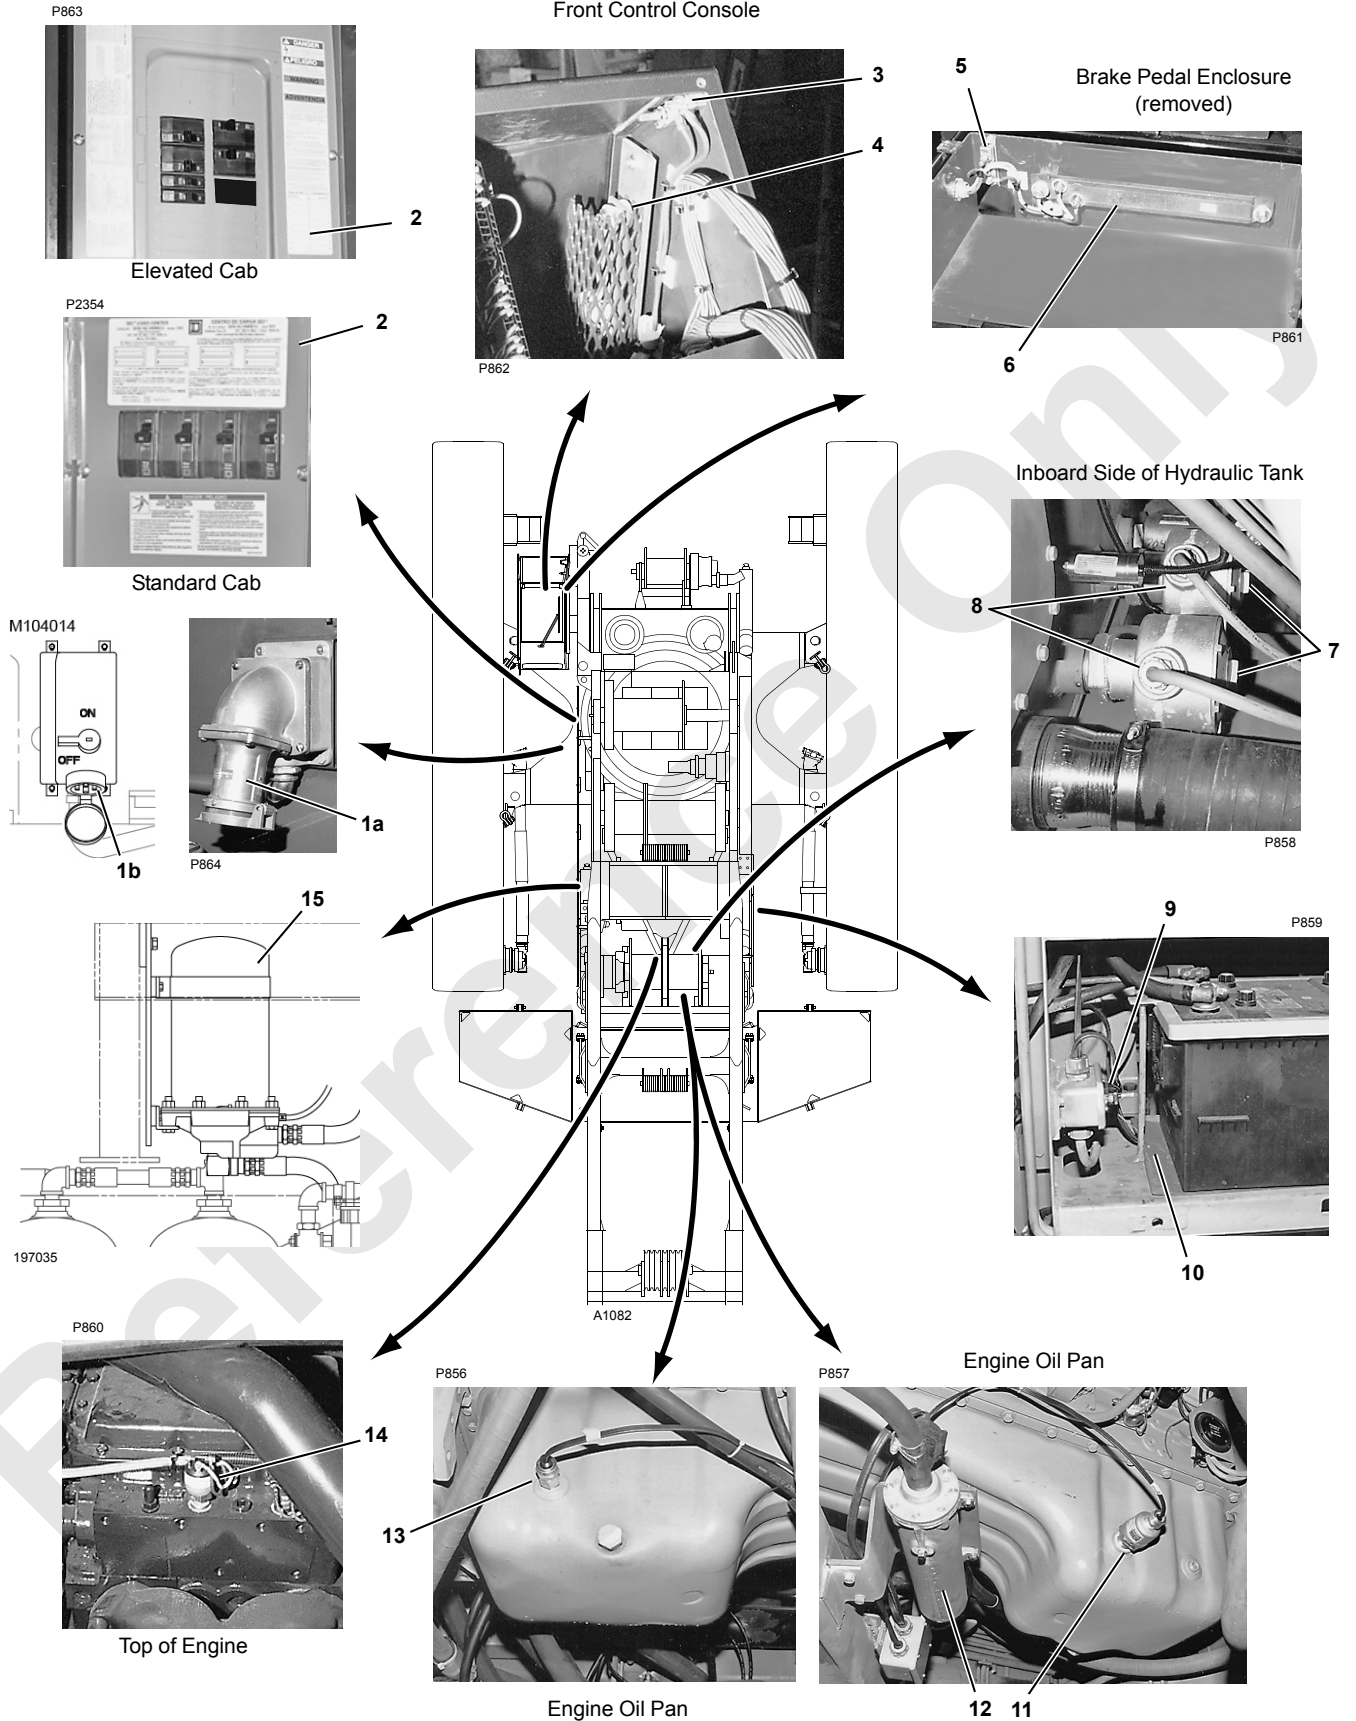 P863
Front Control Console
DANGER
PELIGRO
WARNING
ADVERTENCIA
2
Elevated Cab
3
4
P862
5
Brake Pedal Enclosure
(removed)
6
P861
P2354
2
Standard Cab
Inboard Side of Hydraulic Tank
8
7
P858
M104014
ON
OFF
1b
1a
P864
15
197035
9
P859
10
A1082
P860
14
Top of Engine
P856
13
Engine Oil Pan
P857
Engine Oil Pan
12
11
Reference Only